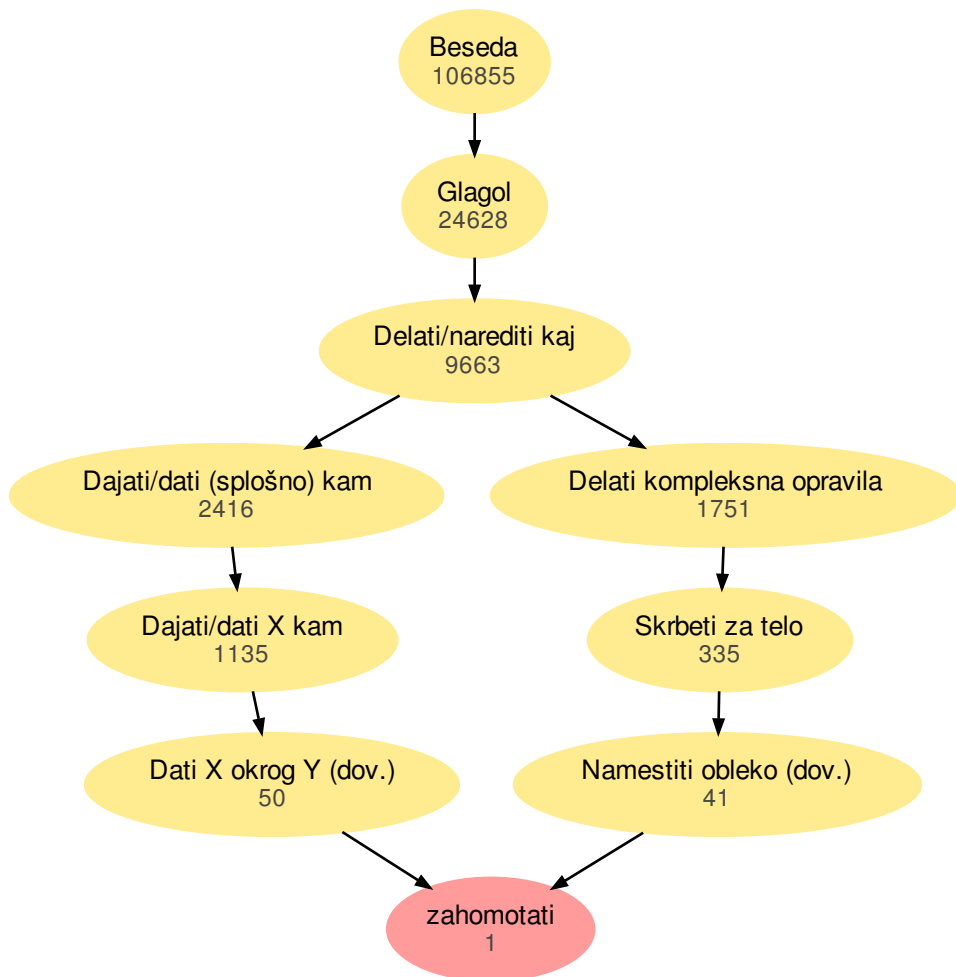 Beseda
106855
Glagol
24628
Delati/narediti kaj
9663
Dajati/dati (splošno) kam
2416
Delati kompleksna opravila
1751
Dajati/dati X kam
1135
Skrbeti za telo
335
Dati X okrog Y (dov.)
50
Namestiti obleko (dov.)
41
zahomotati
1